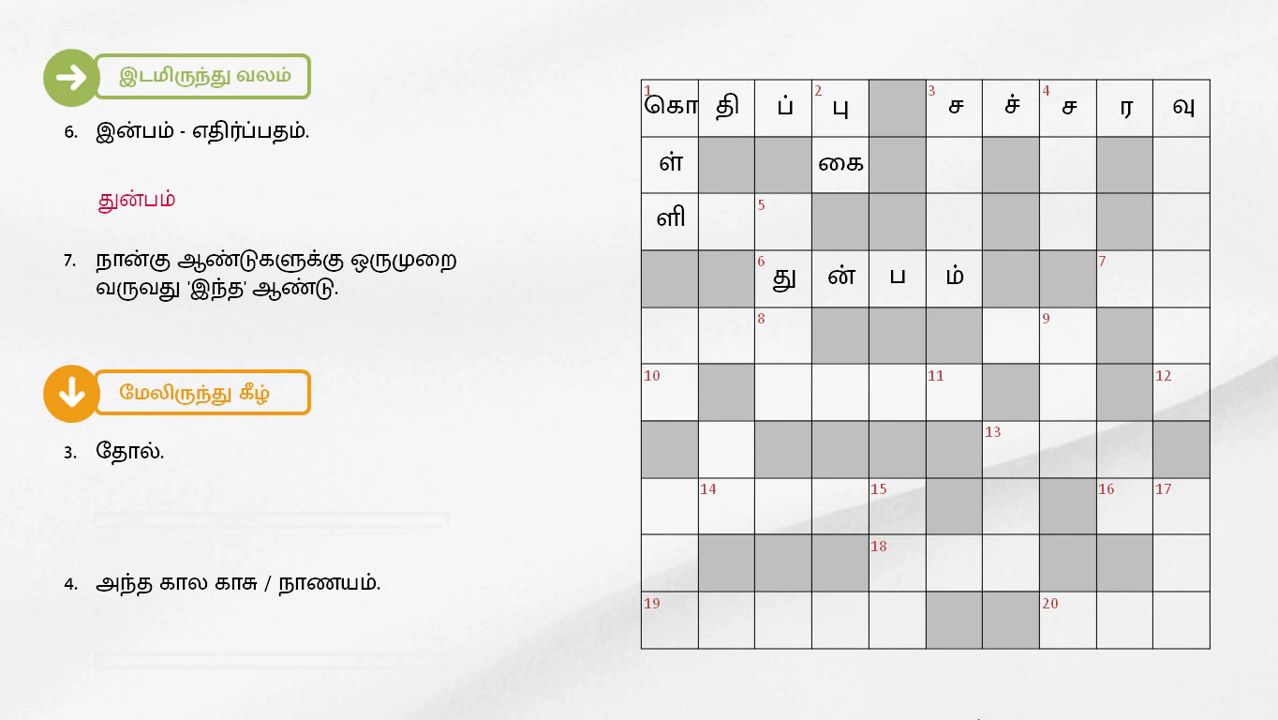 இடமிருந்து வலம்
6. இன்பம் - எதிர்ப்பதம்.
துன்பம்
7. நான்கு ஆண்டுகளுக்கு ஒருமுறை
வருவது 'இந்த' ஆண்டு.
மேலிருந்து கீழ்
3. தோல்.
4. அந்த கால காசு / நாணயம்.
1 கொ தி ப் 2 பு 3 ச ச் 4 ச ர வு
ள் கை
ளி 5
6 து ன் ப ம் 7
8 9
10 11 12
13
14 15 16 17
18
19 20